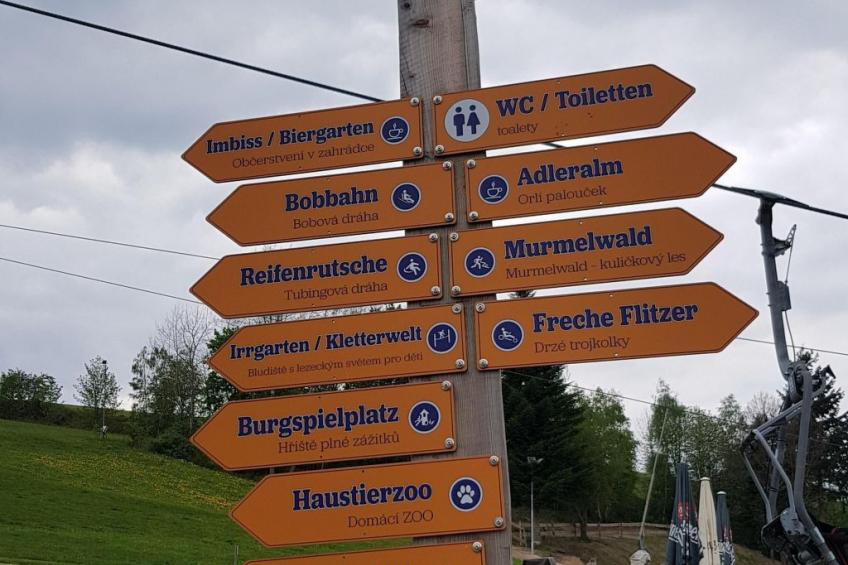 Imbiss / Biergarten
Občerstvení v zahrádce
Bobbahn
Bobová dráha
Reifenrutsche
Tubingová dráha
Irrgarten / Kletterwelt
Bludiště s lezeckým světem pro děti
Burgspielplatz
Hřiště plné zážitků
Haustierzoo
Domácí ZOO
WC / Toiletten
toalety
Adleralm
Orlí palouček
Murmelwald
Murmelwald - kuličkový les
Freche Flitzer
Drzé trojkolky